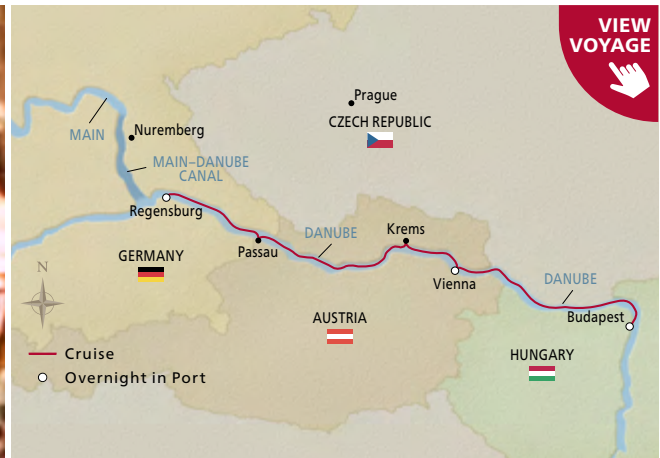 VIEW
VOYAGE
Prague
CZECH REPUBLIC
MAIN
Nuremberg
MAIN–DANUBE
CANAL
Regensburg
Krems
DANUBE
Passau
GERMANY
Vienna
DANUBE
N
Budapest
AUSTRIA
HUNGARY
Cruise
Overnight in Port